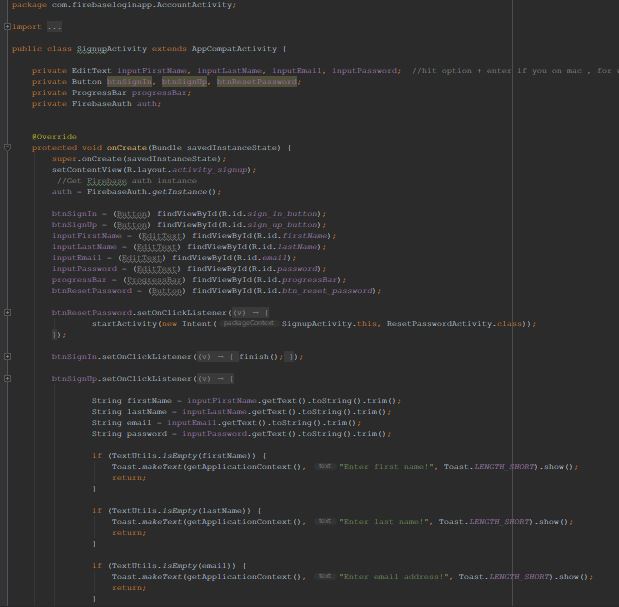 package com.firebaseloginapp.AccountActivity;
import ...
public class SignupActivity extends AppCompatActivity {
private EditText inputFirstName, inputLastName, inputEmail, inputPassword; //hit option + enter if you on mac , for
private Button btnSignIn, btnSignUp, btnResetPassword;
private ProgressBar progressBar;
private FirebaseAuth auth;
@Override
protected void onCreate(Bundle savedInstanceState) {
super.onCreate(savedInstanceState);
setContentView(R.layout.activity_signup);
//Get Firebase auth instance
auth = FirebaseAuth.getInstance();
btnSignIn = (Button) findViewById(R.id.sign_in_button);
btnSignUp = (Button) findViewById(R.id.sign_up_button);
inputFirstName = (EditText) findViewById(R.id.firstName);
inputLastName = (EditText) findViewById(R.id.lastName);
inputEmail = (EditText) findViewById(R.id.email);
inputPassword = (EditText) findViewById(R.id.password);
progressBar = (ProgressBar) findViewById(R.id.progressBar);
btnResetPassword = (Button) findViewById(R.id.btn_reset_password);
btnResetPassword.setOnClickListener((v) → {
startActivity(new Intent( packageContext: SignupActivity.this, ResetPasswordActivity.class));
});
btnSignIn.setOnClickListener((v) → { finish(); });
btnSignUp.setOnClickListener((v) → {
String firstName = inputFirstName.getText().toString().trim();
String lastName = inputLastName.getText().toString().trim();
String email = inputEmail.getText().toString().trim();
String password = inputPassword.getText().toString().trim();
if (TextUtils.isEmpty(firstName)) {
Toast.makeText(getApplicationContext(), text: "Enter first name!", Toast.LENGTH_SHORT).show();
return;
}
if (TextUtils.isEmpty(lastName)) {
Toast.makeText(getApplicationContext(), text: "Enter last name!", Toast.LENGTH_SHORT).show();
return;
}
if (TextUtils.isEmpty(email)) {
Toast.makeText(getApplicationContext(), text: "Enter email address!", Toast.LENGTH_SHORT).show();
return;
}